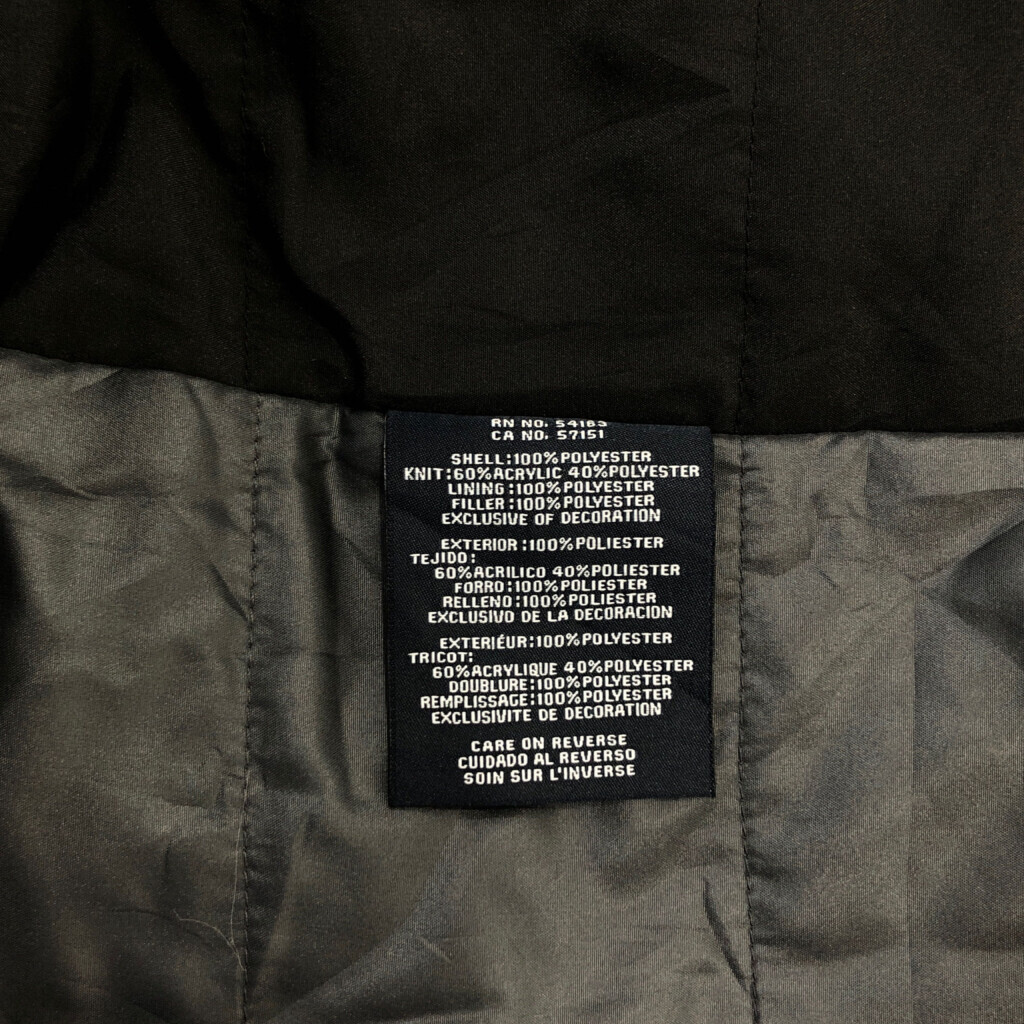 RN NO. 54163
CA NO. 57151
SHELL:100%POLYESTER
KNIT:60%ACRYLIC 40%POLYESTER
LINING:100%POLYESTER
FILLER:100%POLYESTER
EXCLUSIVE OF DECORATION
EXTERIOR:100%POLIESTER
TEJIDO:
60%ACRILICO 40%POLIESTER
FORRO:100%POLIESTER
RELLENO:100%POLIESTER
EXCLUSIVO DE LA DECORACION
EXTERIÉUR:100%POLYESTER
TRICOT:
60%ACRYLIQUE 40%POLYESTER
DOUBLURE:100%POLYESTER
REMPLISSAGE:100%POLYESTER
EXCLUSIVITE DE DECORATION
CARE ON REVERSE
CUIDADO AL REVERSO
SOIN SUR L'INVERSE